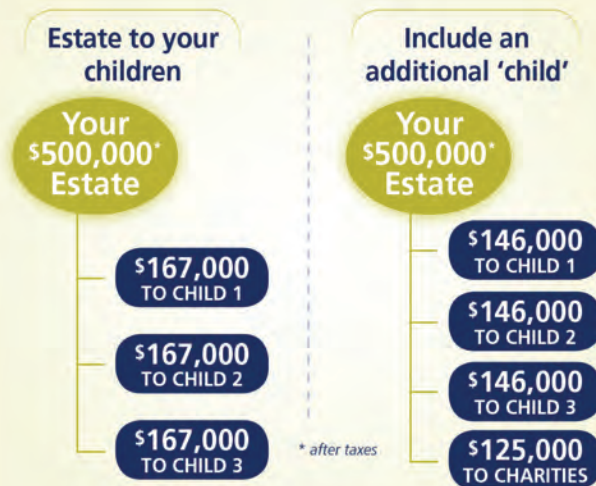 Estate to your
children
Your
$500,000*
Estate
$167,000
TO CHILD 1
$167,000
TO CHILD 2
$167,000
TO CHILD 3
* after taxes
Include an
additional ‘child’
Your
$500,000*
Estate
$146,000
TO CHILD 1
$146,000
TO CHILD 2
$146,000
TO CHILD 3
$125,000
TO CHARITIES